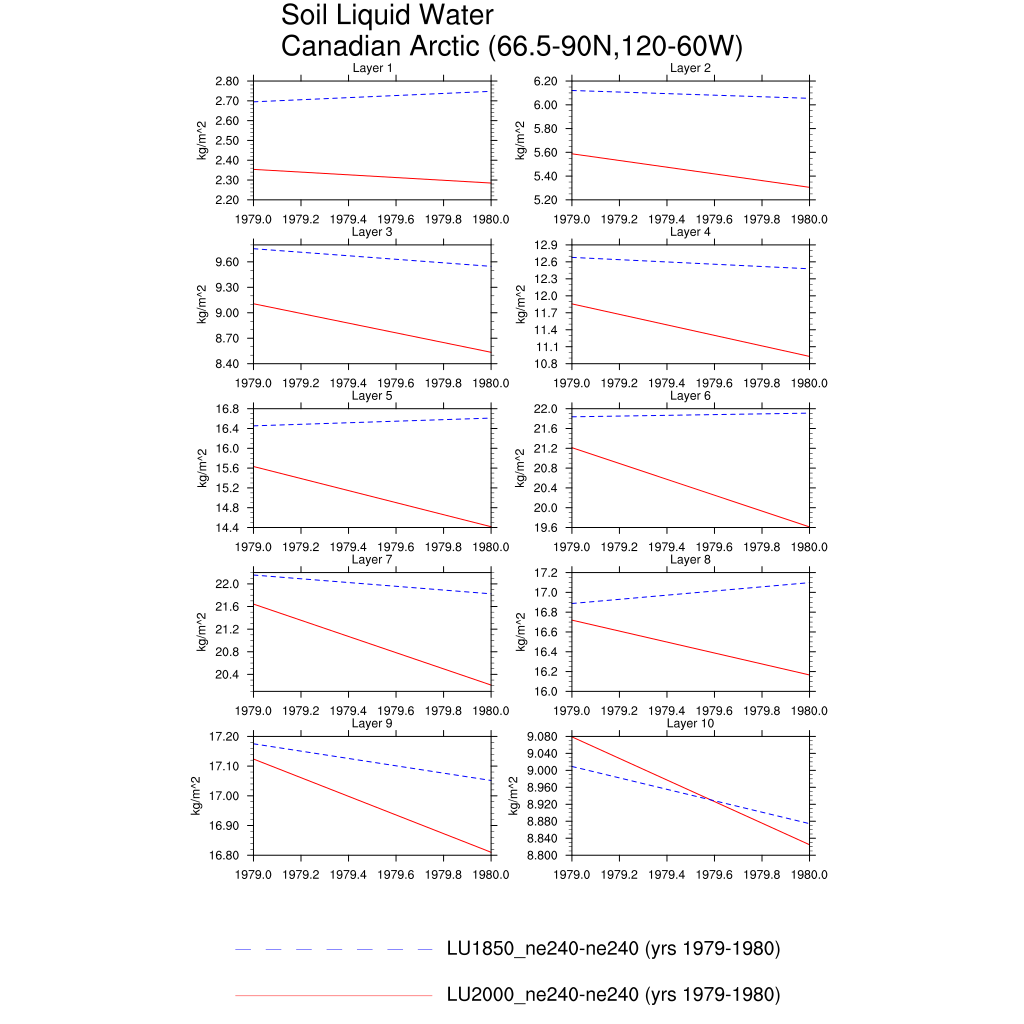 Soil Liquid Water
Canadian Arctic (66.5-90N,120-60W)
Layer 1
2.80
2.70
2.60
2.50
2.40
2.30
2.20
kg/m^2
1979.0 1979.2 1979.4 1979.6 1979.8 1980.0
Layer 2
6.20
6.00
5.80
5.60
5.40
5.20
kg/m^2
1979.0 1979.2 1979.4 1979.6 1979.8 1980.0
Layer 3
9.60
9.30
9.00
8.70
8.40
kg/m^2
1979.0 1979.2 1979.4 1979.6 1979.8 1980.0
Layer 4
12.9
12.6
12.3
12.0
11.7
11.4
11.1
10.8
kg/m^2
1979.0 1979.2 1979.4 1979.6 1979.8 1980.0
Layer 5
16.8
16.4
16.0
15.6
15.2
14.8
14.4
kg/m^2
1979.0 1979.2 1979.4 1979.6 1979.8 1980.0
Layer 6
22.0
21.6
21.2
20.8
20.4
20.0
19.6
kg/m^2
1979.0 1979.2 1979.4 1979.6 1979.8 1980.0
Layer 7
22.0
21.6
21.2
20.8
20.4
kg/m^2
1979.0 1979.2 1979.4 1979.6 1979.8 1980.0
Layer 8
17.2
17.0
16.8
16.6
16.4
16.2
16.0
kg/m^2
1979.0 1979.2 1979.4 1979.6 1979.8 1980.0
Layer 9
17.20
17.10
17.00
16.90
16.80
kg/m^2
1979.0 1979.2 1979.4 1979.6 1979.8 1980.0
Layer 10
9.080
9.040
9.000
8.960
8.920
8.880
8.840
8.800
kg/m^2
1979.0 1979.2 1979.4 1979.6 1979.8 1980.0
LU1850_ne240-ne240 (yrs 1979-1980)
LU2000_ne240-ne240 (yrs 1979-1980)